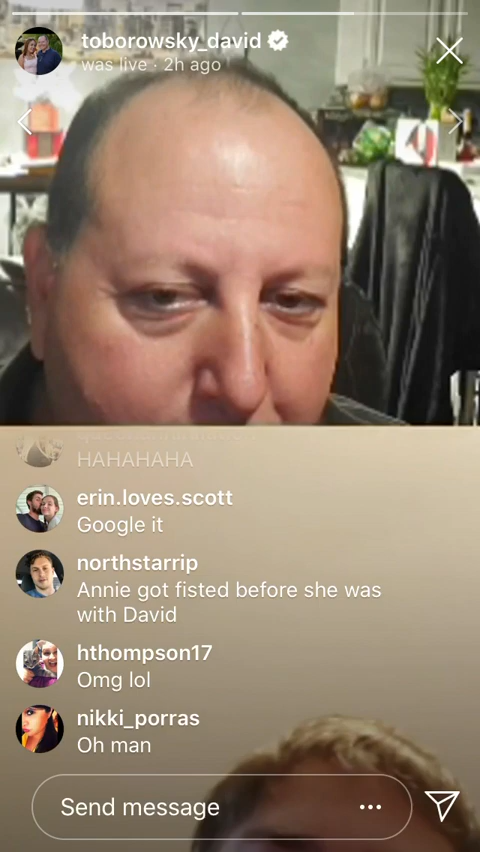 toborowsky_david
was live · 2h ago
HAHAHAHA
erin.loves.scott
Google it
northstarrip
Annie got fisted before she was
with David
hthompson17
Omg lol
nikki_porras
Oh man
Send message